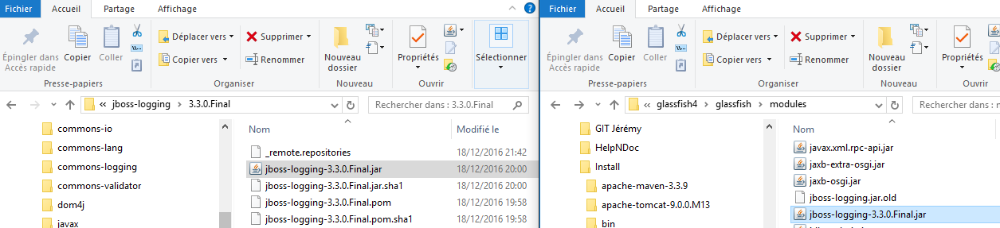 Fichier Accueil Partage Affichage
Épingler dans Accès rapide
Copier
Coller
Déplacer vers
Copier vers
Supprimer
Renommer
Nouveau dossier
Propriétés
Sélectionner
Presse-papiers Organiser Nouveau Ouvrir
« jboss-logging > 3.3.0.Final
Rechercher dans : 3.3.0.Final
commons-io
commons-lang
commons-logging
commons-validator
dom4j
javax
Nom Modifié le
_remote.repositories 18/12/2016 21:42
jboss-logging-3.3.0.Final.jar 18/12/2016 20:00
jboss-logging-3.3.0.Final.jar.sha1 18/12/2016 20:00
jboss-logging-3.3.0.Final.pom 18/12/2016 19:58
jboss-logging-3.3.0.Final.pom.sha1 18/12/2016 19:58
Fichier Accueil Partage Affichage
Épingler dans Accès rapide
Copier
Coller
Déplacer vers
Copier vers
Supprimer
Renommer
Nouveau dossier
Propriétés
Presse-papiers Organiser Nouveau Ouvrir
« glassfish4 > glassfish > modules
Rechercher dans : m
GIT Jérémy
HelpNDoc
Install
apache-maven-3.3.9
apache-tomcat-9.0.0.M13
bin
Nom
javax.xml.rpc-api.jar
jaxb-extra-osgi.jar
jaxb-osgi.jar
jboss-logging.jar.old
jboss-logging-3.3.0.Final.jar